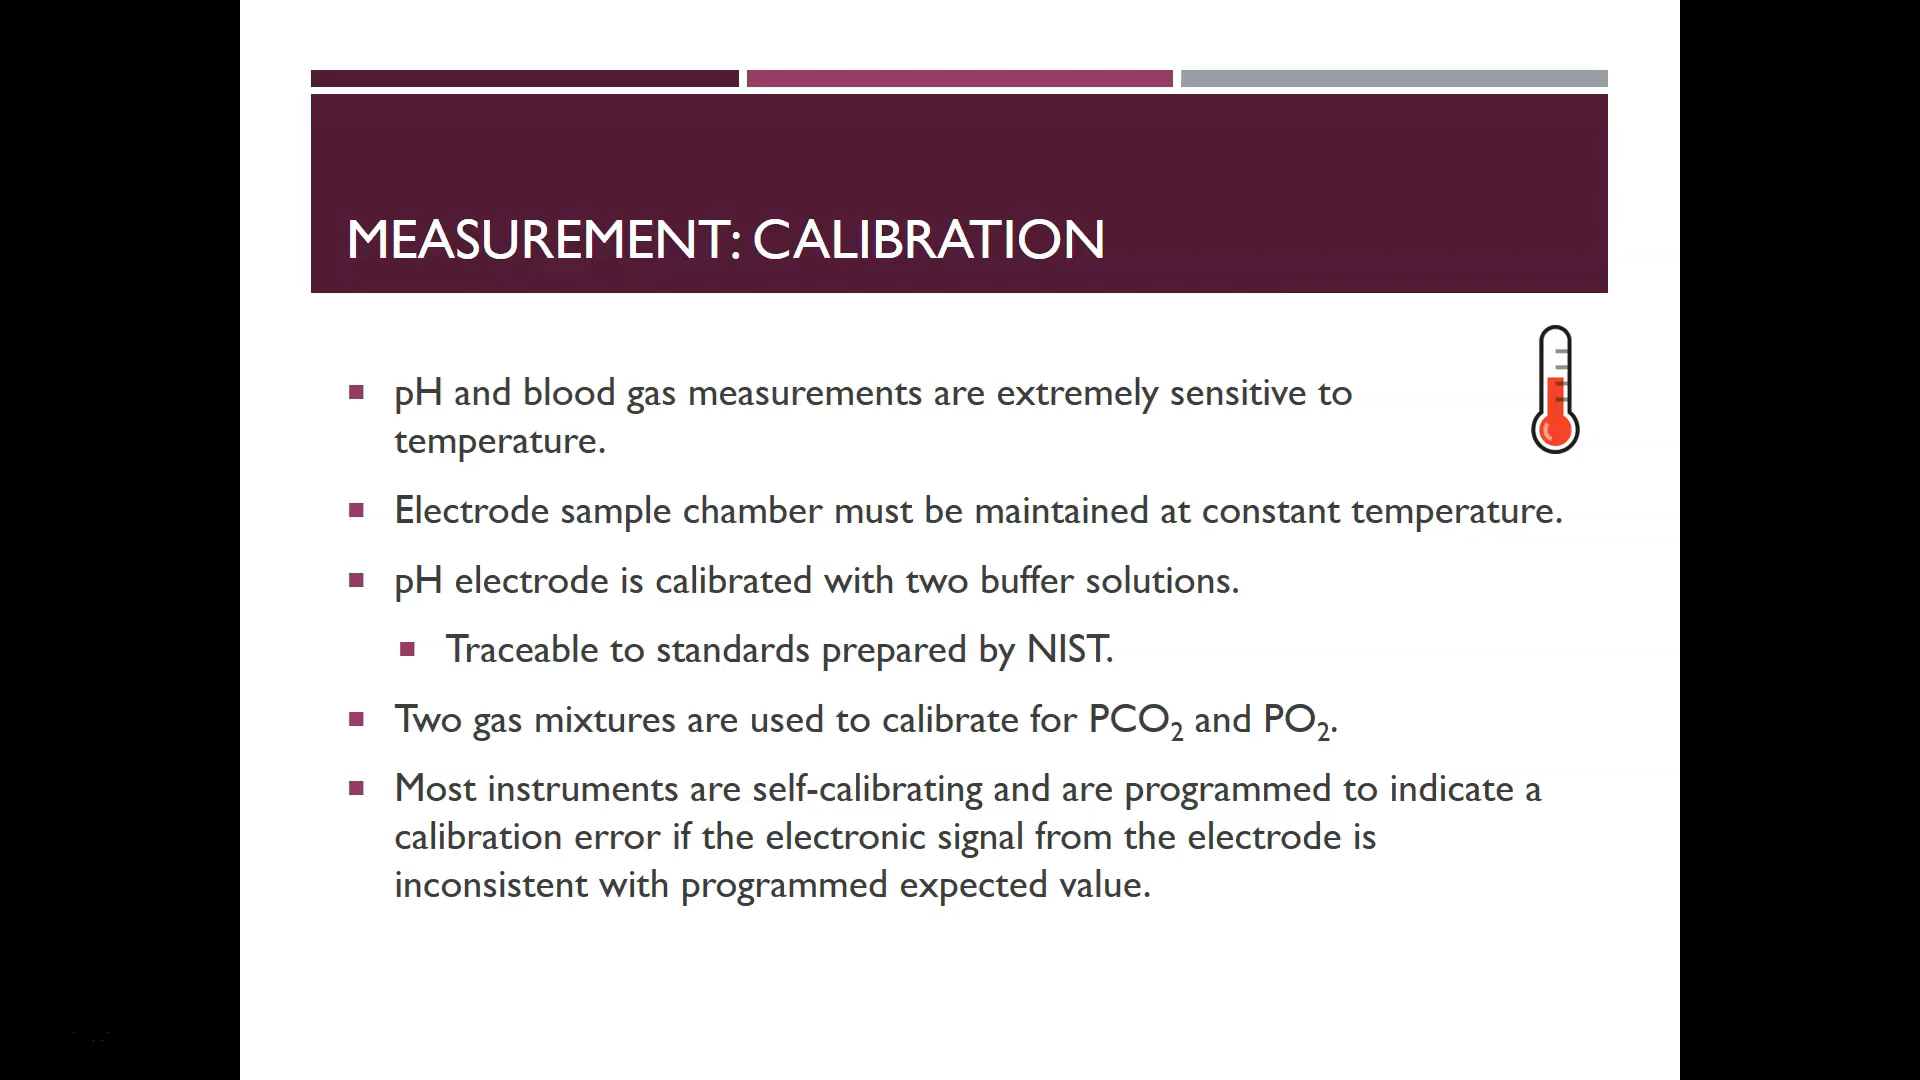 MEASUREMENT: CALIBRATION
pH and blood gas measurements are extremely sensitive to
temperature.
Electrode sample chamber must be maintained at constant temperature.
pH electrode is calibrated with two buffer solutions.
Traceable to standards prepared by NIST.
Two gas mixtures are used to calibrate for PCO₂ and PO₂.
Most instruments are self-calibrating and are programmed to indicate a
calibration error if the electronic signal from the electrode is
inconsistent with programmed expected value.